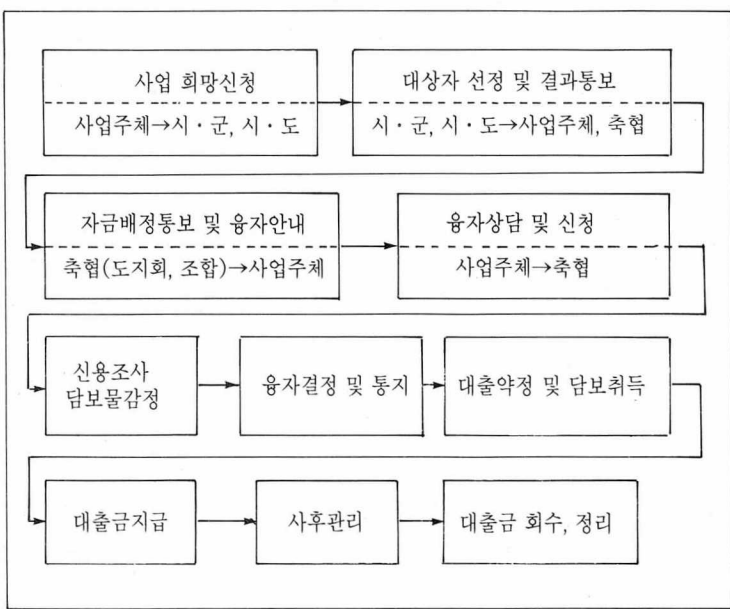 사업 희망신청
사업주체→시·군, 시·도
대상자 선정 및 결과통보
시·군, 시·도→사업주체, 축협
자금배정통보 및 융자안내
축협(도지회, 조합)→사업주체
융자상담 및 신청
사업주체→축협
신용조사
담보물감정
융자결정 및 통지
대출약정 및 담보취득
대출금지급
사후관리
대출금 회수, 정리